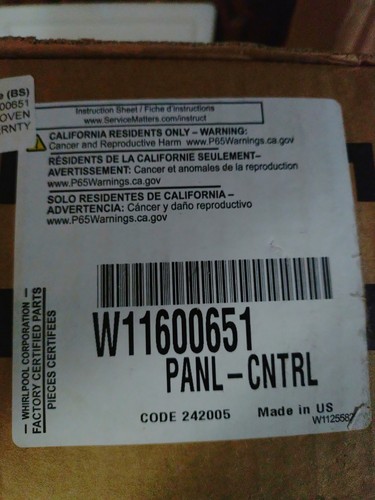 (BS)
00651
OVEN
RNTY
Instruction Sheet / Fiche d'instructions
www.ServiceMatters.com/instruct
CALIFORNIA RESIDENTS ONLY – WARNING:
Cancer and Reproductive Harm www.P65Warnings.ca.gov
RÉSIDENTS DE LA CALIFORNIE SEULEMENT–
AVERTISSEMENT: Cancer et anomalies de la reproduction
www.P65Warnings.ca.gov
SOLO RESIDENTES DE CALIFORNIA –
ADVERTENCIA: Cáncer y daño reproductivo
www.P65Warnings.ca.gov
— WHIRLPOOL CORPORATION —
FACTORY CERTIFIED PARTS
PIECES CERTIFIEES
W11600651
PANL–CNTRL
CODE 242005 Made in US